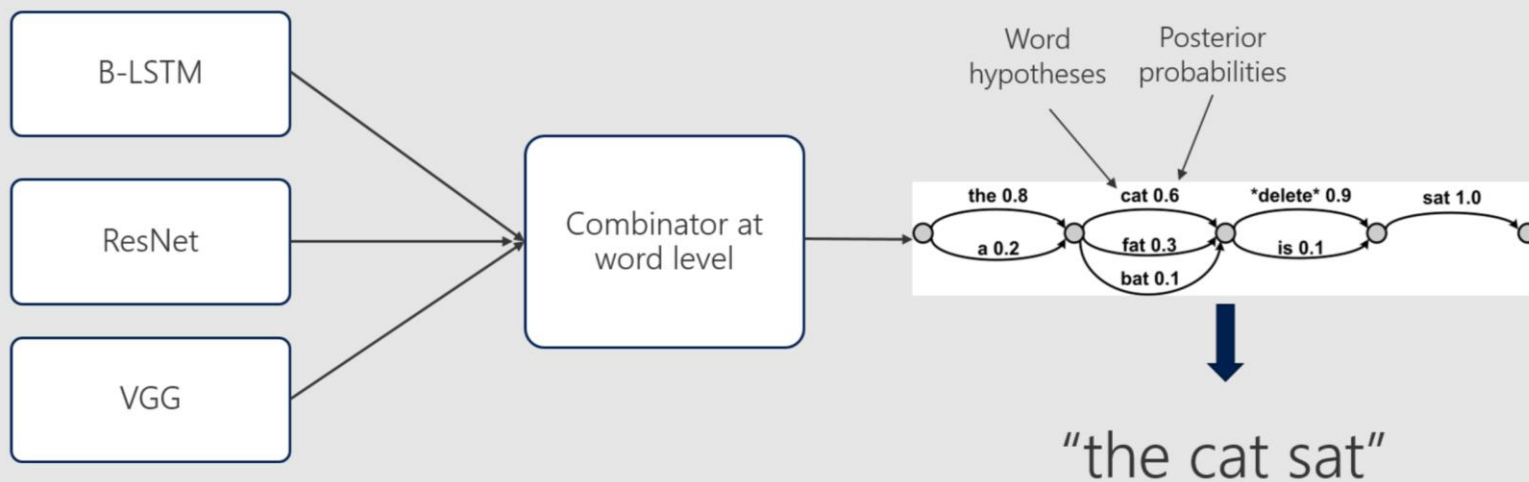 B-LSTM
ResNet
VGG
Combinator at
word level
Word
hypotheses
Posterior
probabilities
the 0.8
a 0.2
cat 0.6
fat 0.3
bat 0.1
*delete* 0.9
is 0.1
sat 1.0
“the cat sat”